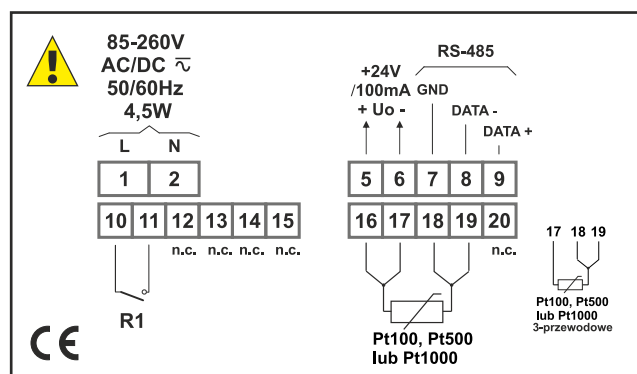 85-260V
AC/DC
50/60Hz
4,5W
L N
1 2
10 11 12 13 14 15
n.c. n.c. n.c. n.c.
R1
CE
RS-485
+24V
/100mA GND
+ Uo - DATA -
DATA +
5 6 7 8 9
16 17 18 19 20
n.c.
Pt100, Pt500
lub Pt1000
17 18 19
Pt100, Pt500
lub Pt1000
3-przewodowe